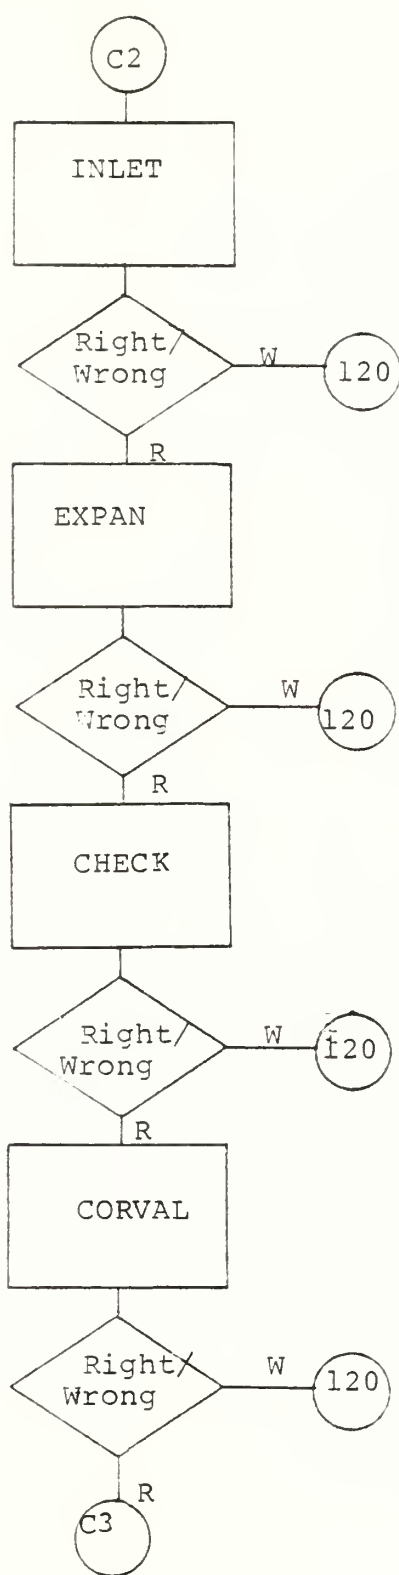 C2
INLET
Right/
Wrong
W
120
R
EXPAN
Right/
Wrong
W
120
R
CHECK
Right/
Wrong
W
120
R
CORVAL
Right/
Wrong
W
120
R
C3